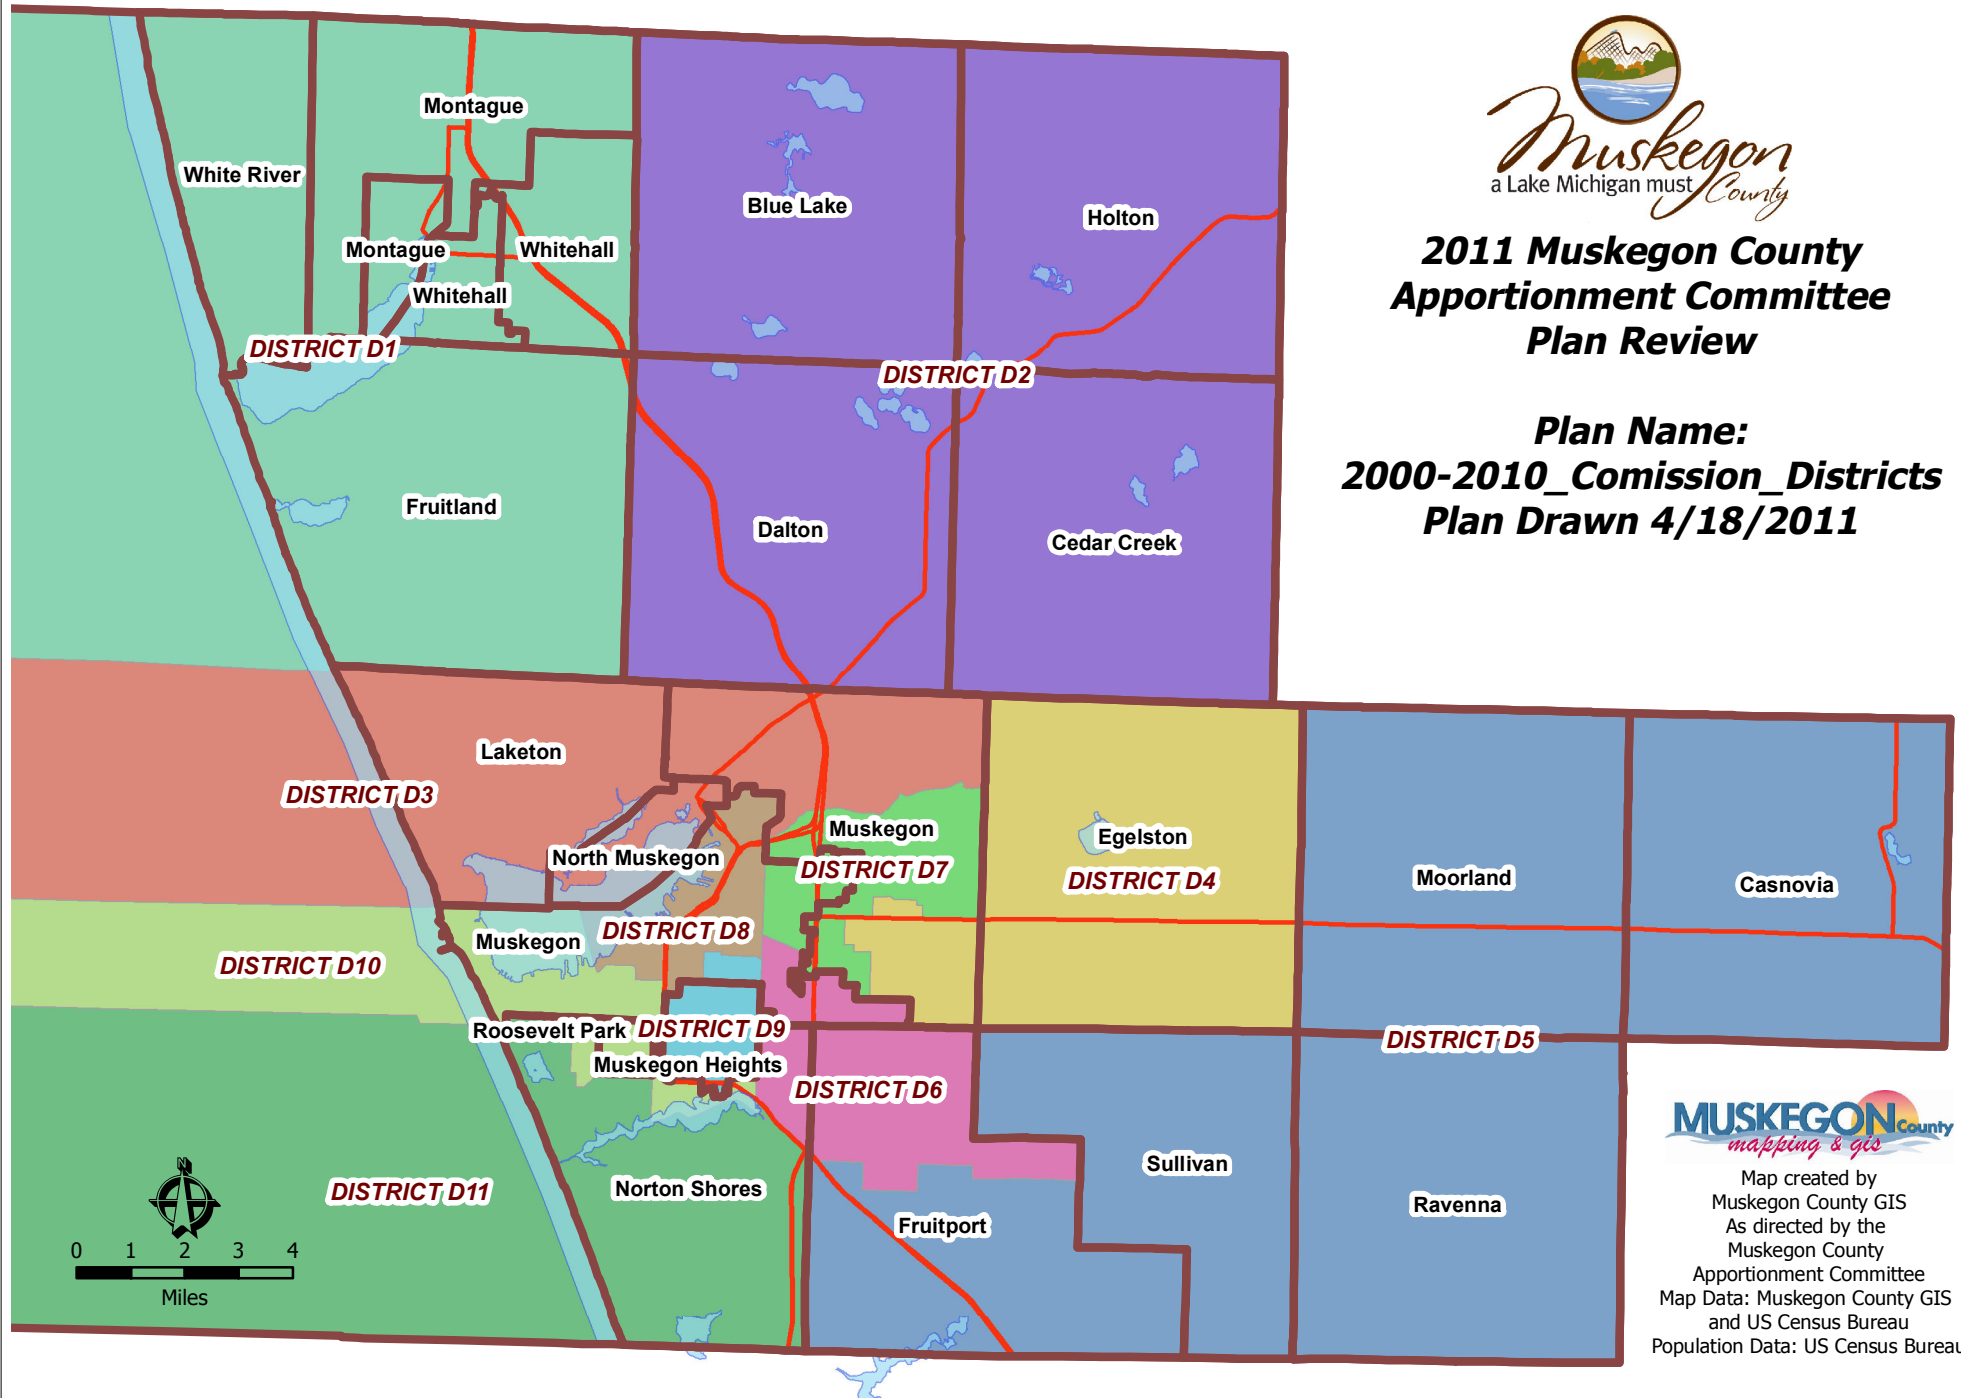 Muskegon
a Lake Michigan must
County
2011 Muskegon County
Apportionment Committee
Plan Review
Plan Name:
2000-2010_Comission_Districts
Plan Drawn 4/18/2011
Montague
White River
Blue Lake
Holton
Montague
Whitehall
Whitehall
DISTRICT D1
DISTRICT D2
Fruitland
Dalton
Cedar Creek
Laketon
DISTRICT D3
Muskegon
Egelston
North Muskegon
DISTRICT D7
DISTRICT D4
Moorland
Casnovia
Muskegon
DISTRICT D8
DISTRICT D10
Roosevelt Park
DISTRICT D9
DISTRICT D5
Muskegon Heights
DISTRICT D6
Sullivan
DISTRICT D11
Norton Shores
Ravenna
Fruitport
N
0 1 2 3 4
Miles
MUSKEGON County
mapping & gis
Map created by
Muskegon County GIS
As directed by the
Muskegon County
Apportionment Committee
Map Data: Muskegon County GIS
and US Census Bureau
Population Data: US Census Bureau